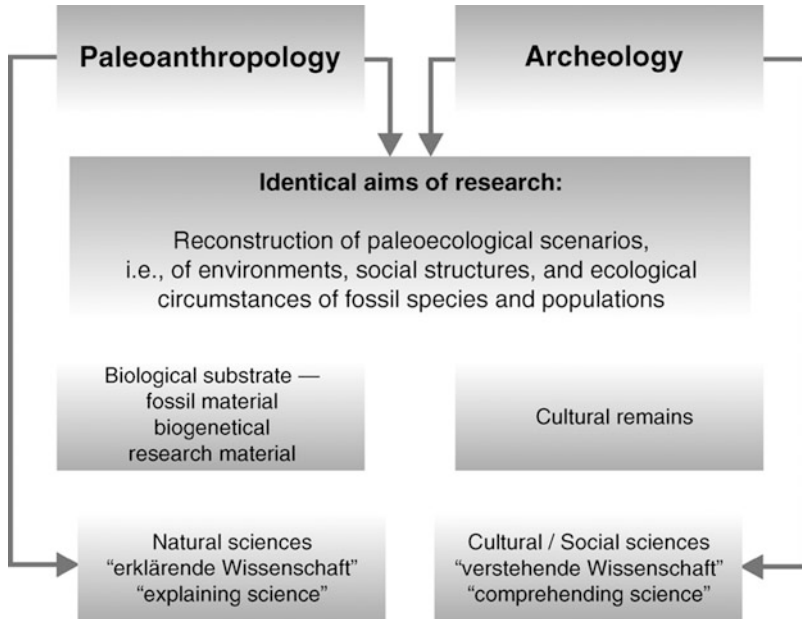 Paleoanthropology
Archeology
Identical aims of research:
Reconstruction of paleoecological scenarios,
i.e., of environments, social structures, and ecological
circumstances of fossil species and populations
Biological substrate —
fossil material
biogenetical
research material
Cultural remains
Natural sciences
“erklärende Wissenschaft”
“explaining science”
Cultural / Social sciences
“verstehende Wissenschaft”
“comprehending science”